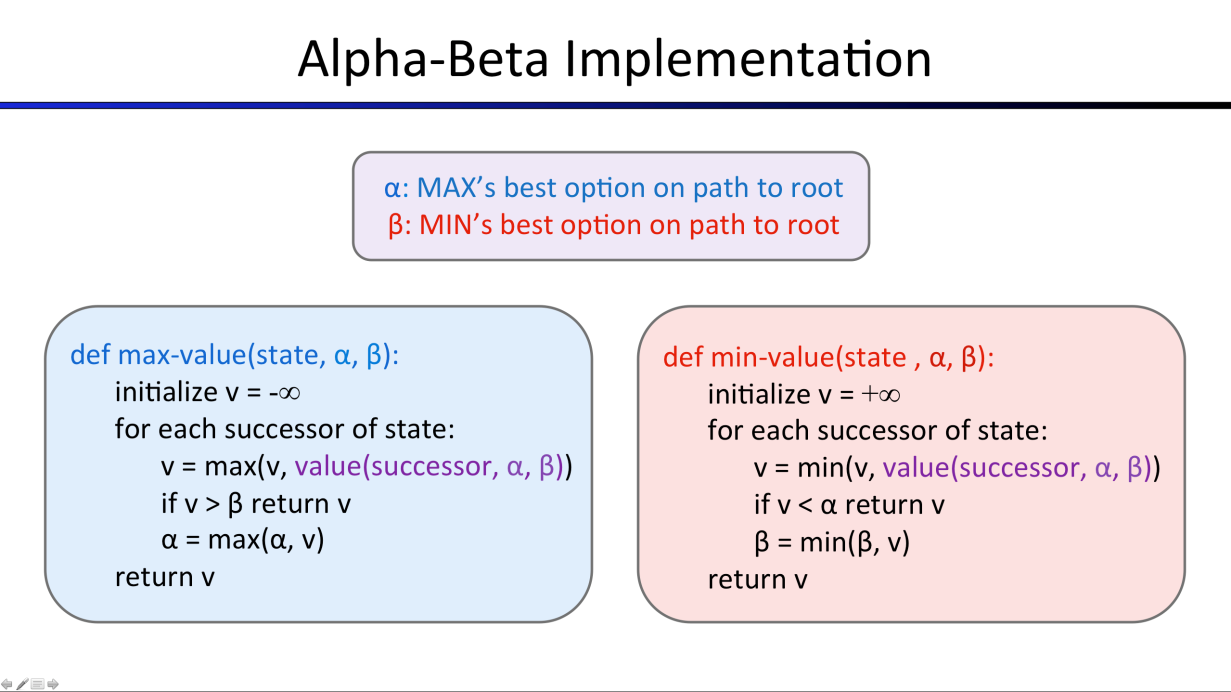 Alpha-Beta Implementation
α: MAX’s best option on path to root
β: MIN’s best option on path to root
def max-value(state, α, β):
initialize v = -∞
for each successor of state:
v = max(v, value(successor, α, β))
if v > β return v
α = max(α, v)
return v
def min-value(state , α, β):
initialize v = +∞
for each successor of state:
v = min(v, value(successor, α, β))
if v < α return v
β = min(β, v)
return v